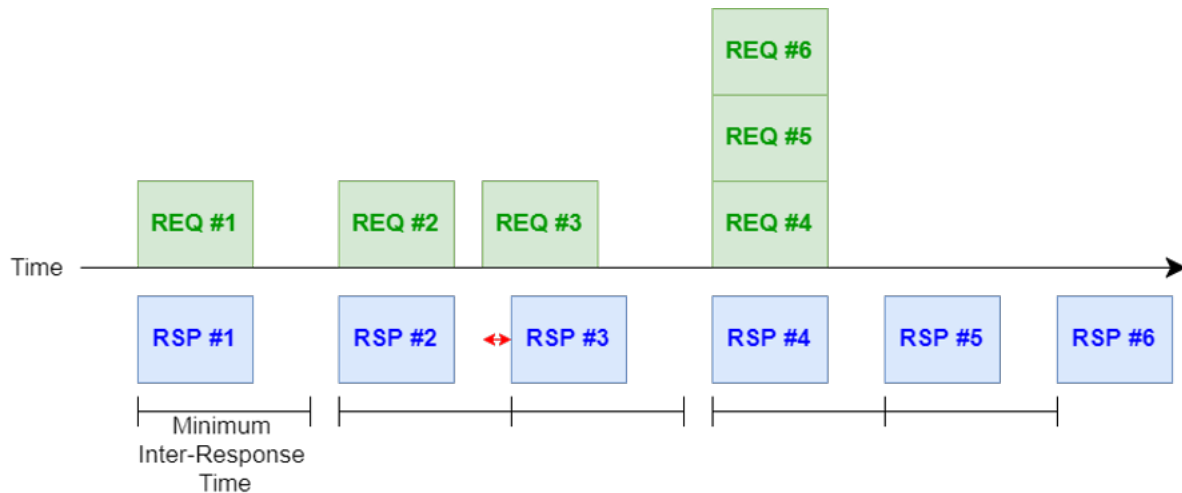 REQ #6
REQ #5
REQ #1
REQ #2
REQ #3
REQ #4
Time
RSP #1
RSP #2
RSP #3
RSP #4
RSP #5
RSP #6
Minimum
Inter-Response
Time